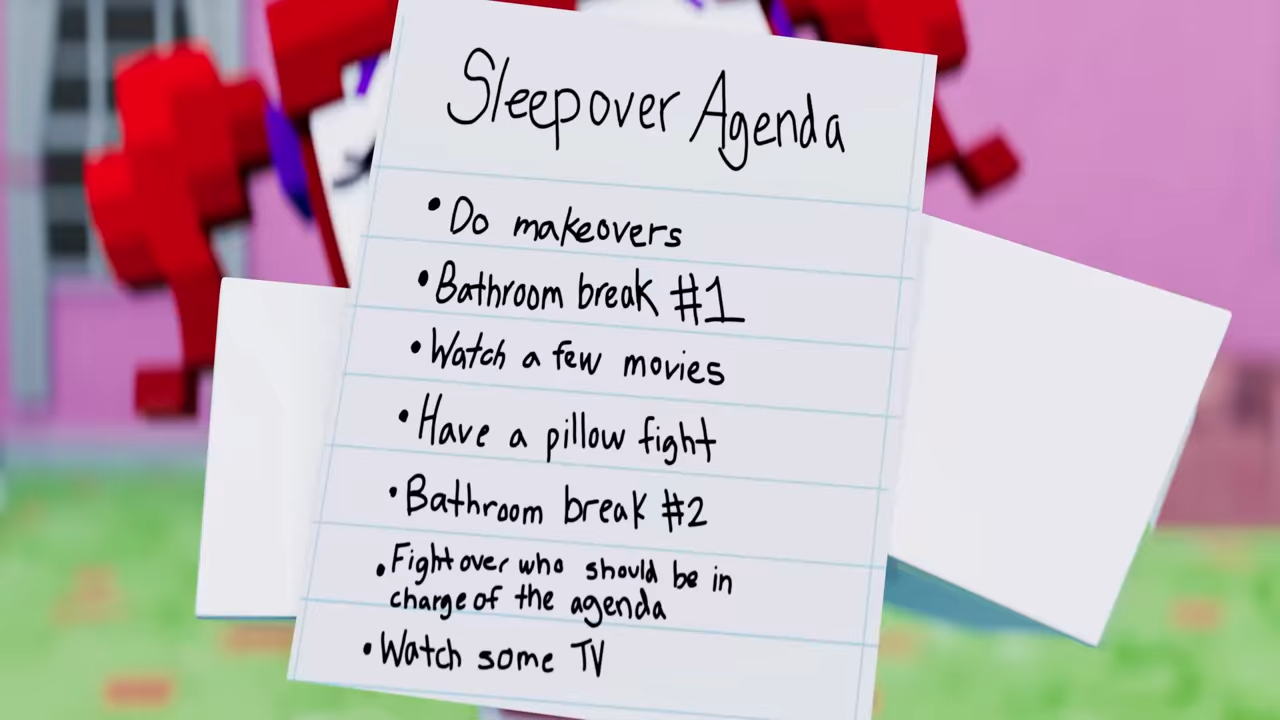 Sleepover Agenda
• Do makeovers
• Bathroom break #1
• Watch a few movies
• Have a pillow fight
• Bathroom break #2
• Fight over who should be in
charge of the agenda
• Watch some TV